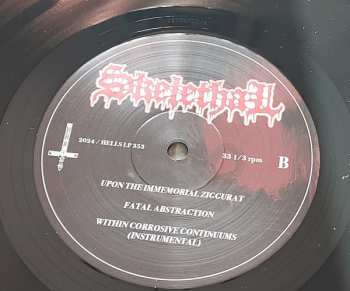 Skelethal
2024 / HELLS LP 353
33 1/3 rpm
B
UPON THE IMMEMORIAL ZIGGURAT
FATAL ABSTRACTION
WITHIN CORROSIVE CONTINUUMS
(INSTRUMENTAL)